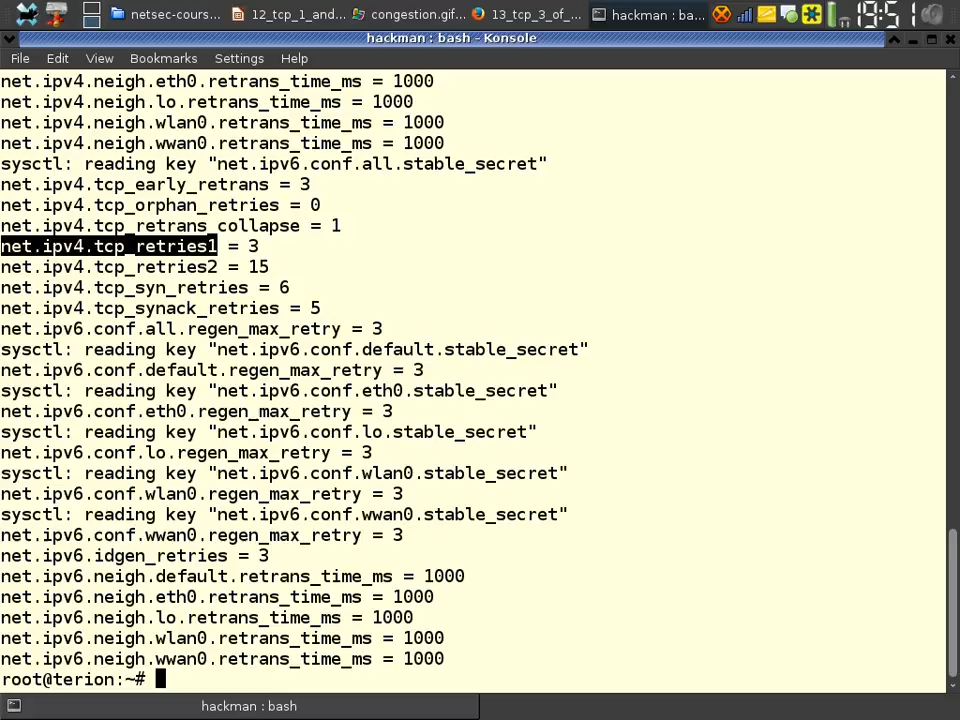 netsec-cours...
12_tcp_1_and...
congestion.gif...
13_tcp_3_of_...
hackman : ba...
19:51
hackman : bash - Konsole
File Edit View Bookmarks Settings Help
net.ipv4.neigh.eth0.retrans_time_ms = 1000
net.ipv4.neigh.lo.retrans_time_ms = 1000
net.ipv4.neigh.wlan0.retrans_time_ms = 1000
net.ipv4.neigh.wwan0.retrans_time_ms = 1000
sysctl: reading key "net.ipv6.conf.all.stable_secret"
net.ipv4.tcp_early_retrans = 3
net.ipv4.tcp_orphan_retries = 0
net.ipv4.tcp_retrans_collapse = 1
net.ipv4.tcp_retries1 = 3
net.ipv4.tcp_retries2 = 15
net.ipv4.tcp_syn_retries = 6
net.ipv4.tcp_synack_retries = 5
net.ipv6.conf.all.regen_max_retry = 3
sysctl: reading key "net.ipv6.conf.default.stable_secret"
net.ipv6.conf.default.regen_max_retry = 3
sysctl: reading key "net.ipv6.conf.eth0.stable_secret"
net.ipv6.conf.eth0.regen_max_retry = 3
sysctl: reading key "net.ipv6.conf.lo.stable_secret"
net.ipv6.conf.lo.regen_max_retry = 3
sysctl: reading key "net.ipv6.conf.wlan0.stable_secret"
net.ipv6.conf.wlan0.regen_max_retry = 3
sysctl: reading key "net.ipv6.conf.wwan0.stable_secret"
net.ipv6.conf.wwan0.regen_max_retry = 3
net.ipv6.idgen_retries = 3
net.ipv6.neigh.default.retrans_time_ms = 1000
net.ipv6.neigh.eth0.retrans_time_ms = 1000
net.ipv6.neigh.lo.retrans_time_ms = 1000
net.ipv6.neigh.wlan0.retrans_time_ms = 1000
net.ipv6.neigh.wwan0.retrans_time_ms = 1000
root@terion:~#
hackman : bash